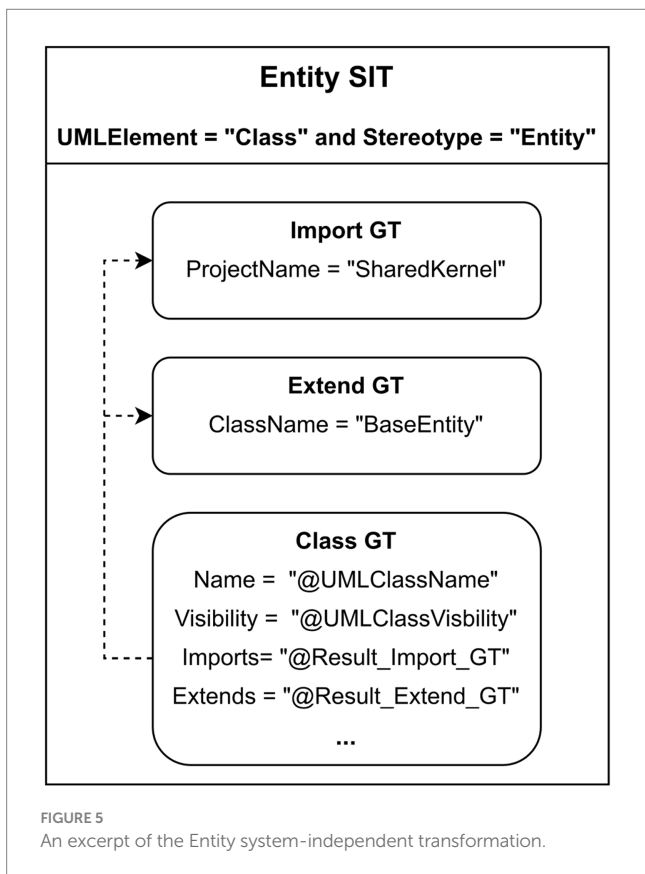 Entity SIT
UMLElement = "Class" and Stereotype = "Entity"
Import GT
ProjectName = "SharedKernel"
Extend GT
ClassName = "BaseEntity"
Class GT
Name = "@UMLClassName"
Visibility = "@UMLClassVisbility"
Imports= "@Result_Import_GT"
Extends = "@Result_Extend_GT"
...
FIGURE 5
An excerpt of the Entity system-independent transformation.